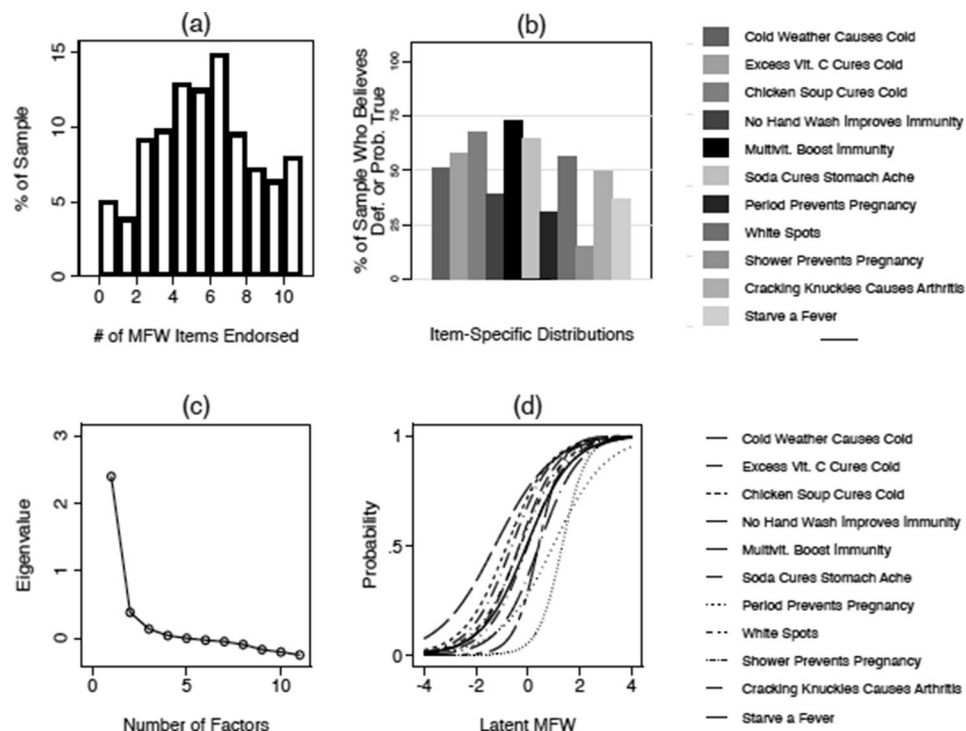 (a)
% of Sample
15
10
5
0
0 2 4 6 8 10
# of MFW Items Endorsed
(b)
% of Sample Who Believes
Def. or Prob. True
100
75
50
25
0
Item-Specific Distributions
Cold Weather Causes Cold
Excess Vit. C Cures Cold
Chicken Soup Cures Cold
No Hand Wash Improves Immunity
Multivit. Boost Immunity
Soda Cures Stomach Ache
Period Prevents Pregnancy
White Spots
Shower Prevents Pregnancy
Cracking Knuckles Causes Arthritis
Starve a Fever
(c)
Eigenvalue
3
2
1
0
0 5 10
Number of Factors
(d)
Probability
1
.5
0
-4 -2 0 2 4
Latent MFW
Cold Weather Causes Cold
Excess Vit. C Cures Cold
Chicken Soup Cures Cold
No Hand Wash Improves Immunity
Multivit. Boost Immunity
Soda Cures Stomach Ache
Period Prevents Pregnancy
White Spots
Shower Prevents Pregnancy
Cracking Knuckles Causes Arthritis
Starve a Fever